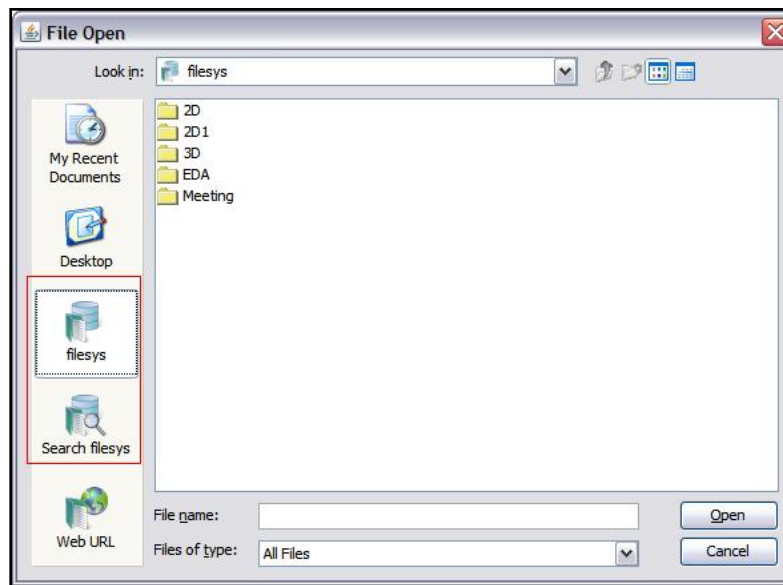 File Open
Look in:
filesys
My Recent
Documents
Desktop
filesys
Search filesys
Web URL
2D
2D1
3D
EDA
Meeting
File name:
Open
Files of type:
All Files
Cancel